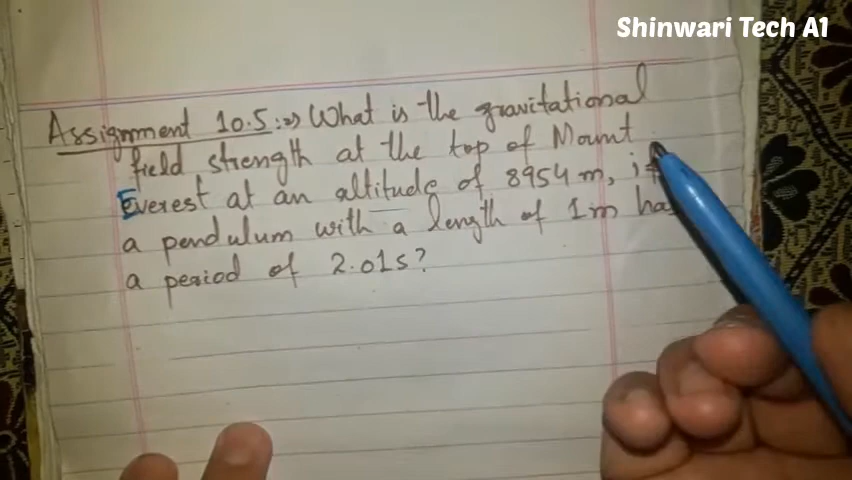 Shinwari Tech A1
Assignment 10.5:=> What is the gravitational
field strength at the top of Mount
Everest at an altitude of 8954 m, if
a pendulum with a length of 1m has
a period of 2.01s?